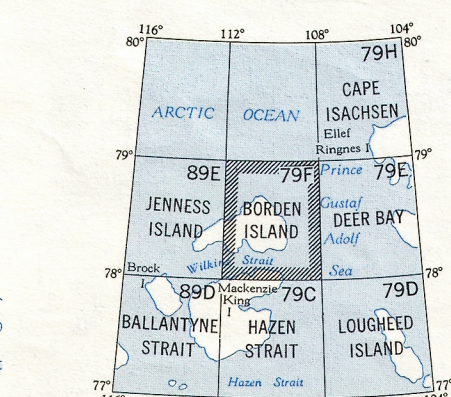 116° 112° 108° 104°
80° 80°
79H
CAPE
ISACHSEN
ARCTIC OCEAN
Ellef
Ringnes I
79° 79°
89E 79F Prince 79E
JENNESS
ISLAND
BORDEN
ISLAND
Gustaf
DEER BAY
Adolf
Wilkins Strait
Sea
Brock
I
78° 78°
89D Mackenzie
King
I
79C 79D
BALLANTYNE
STRAIT
HAZEN
STRAIT
LOUGHEED
ISLAND
Hazen Strait
77° 77°